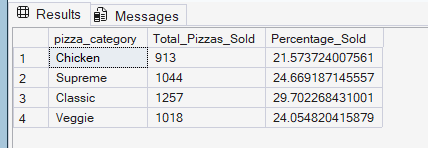 Results Messages
pizza_category Total_Pizzas_Sold Percentage_Sold
1 Chicken 913 21.573724007561
2 Supreme 1044 24.669187145557
3 Classic 1257 29.702268431001
4 Veggie 1018 24.054820415879